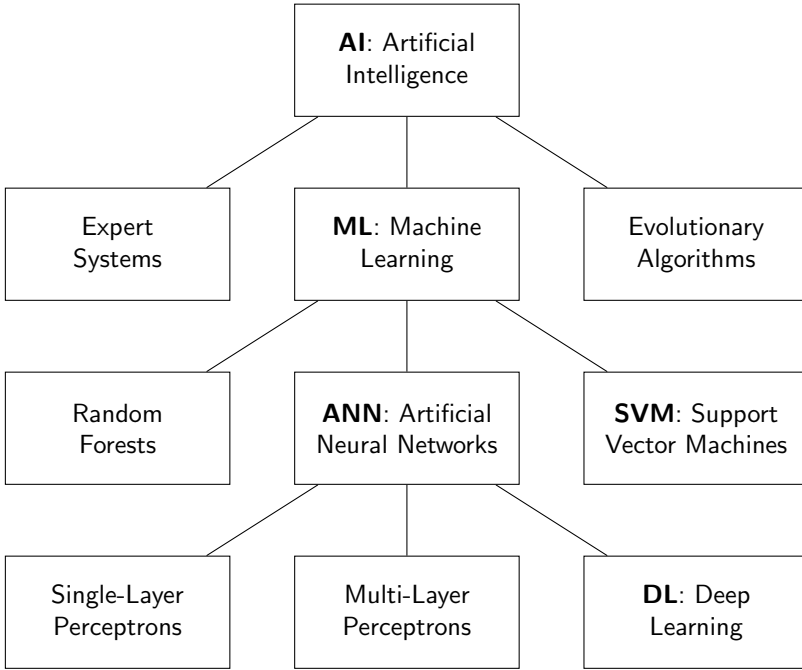 AI: Artificial
Intelligence
Expert
Systems
ML: Machine
Learning
Evolutionary
Algorithms
Random
Forests
ANN: Artificial
Neural Networks
SVM: Support
Vector Machines
Single-Layer
Perceptrons
Multi-Layer
Perceptrons
DL: Deep
Learning